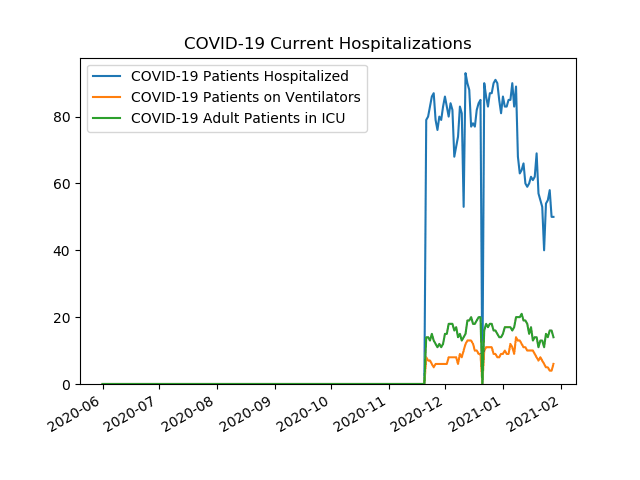 COVID-19 Current Hospitalizations
COVID-19 Patients Hospitalized
COVID-19 Patients on Ventilators
COVID-19 Adult Patients in ICU
80
60
40
20
0
2020-06 2020-07 2020-08 2020-09 2020-10 2020-11 2020-12 2021-01 2021-02